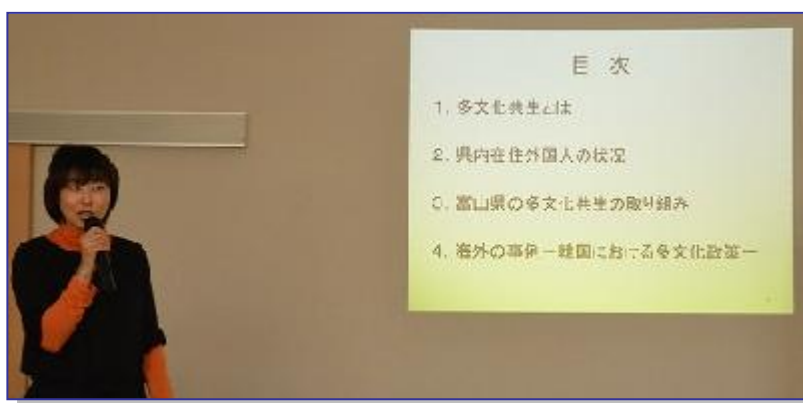 目 次
1. 多文化共生とは
2. 県内在住外国人の状況
3. 富山県の多文化共生の取り組み
4. 海外の事例－韓国における多文化政策－